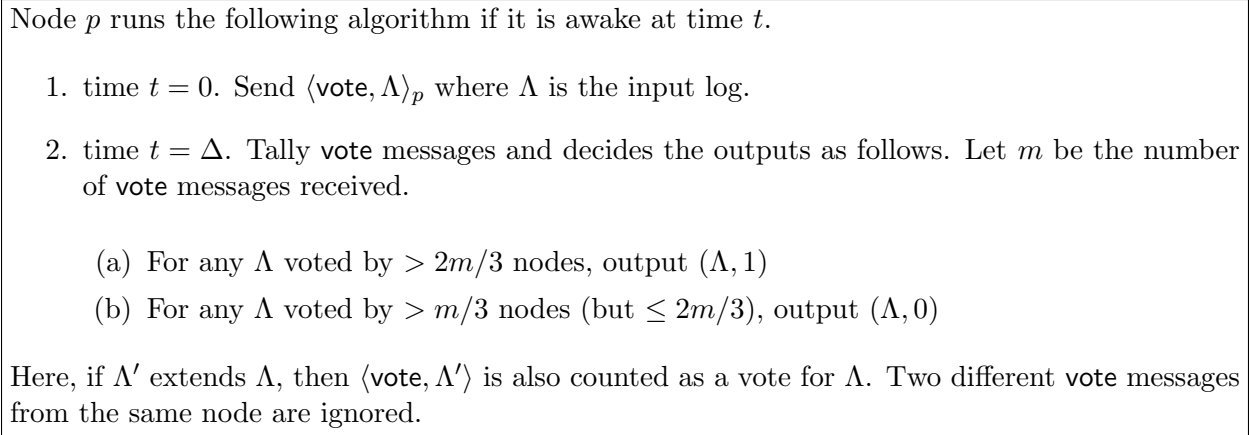 Node p runs the following algorithm if it is awake at time t.
1. time t = 0. Send ⟨vote, Λ⟩ₚ where Λ is the input log.
2. time t = Δ. Tally vote messages and decides the outputs as follows. Let m be the number
of vote messages received.
(a) For any Λ voted by > 2m/3 nodes, output (Λ, 1)
(b) For any Λ voted by > m/3 nodes (but ≤ 2m/3), output (Λ, 0)
Here, if Λ′ extends Λ, then ⟨vote, Λ′⟩ is also counted as a vote for Λ. Two different vote messages
from the same node are ignored.